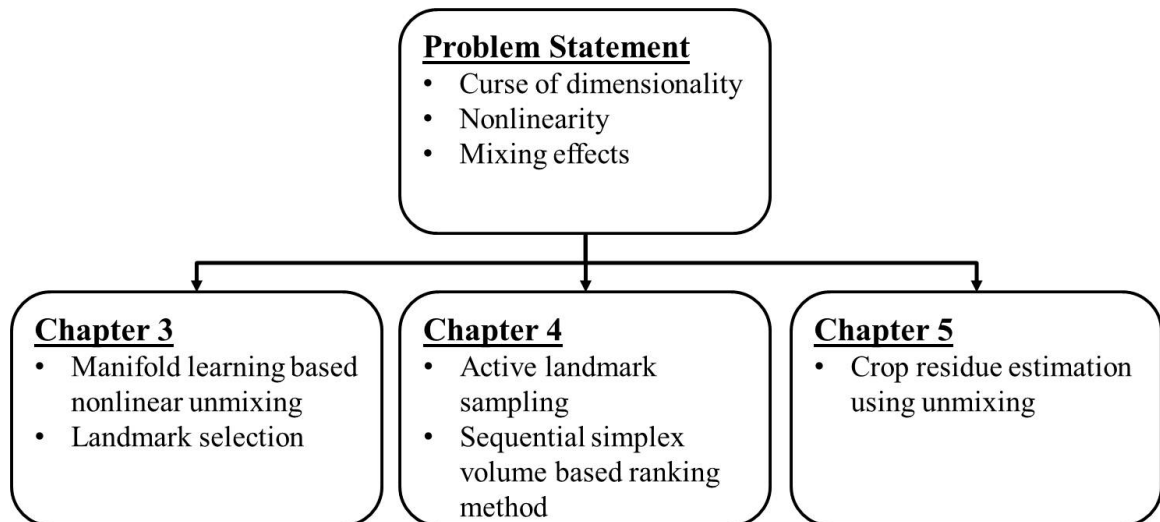 Problem Statement
• Curse of dimensionality
• Nonlinearity
• Mixing effects
Chapter 3
• Manifold learning based
nonlinear unmixing
• Landmark selection
Chapter 4
• Active landmark
sampling
• Sequential simplex
volume based ranking
method
Chapter 5
• Crop residue estimation
using unmixing